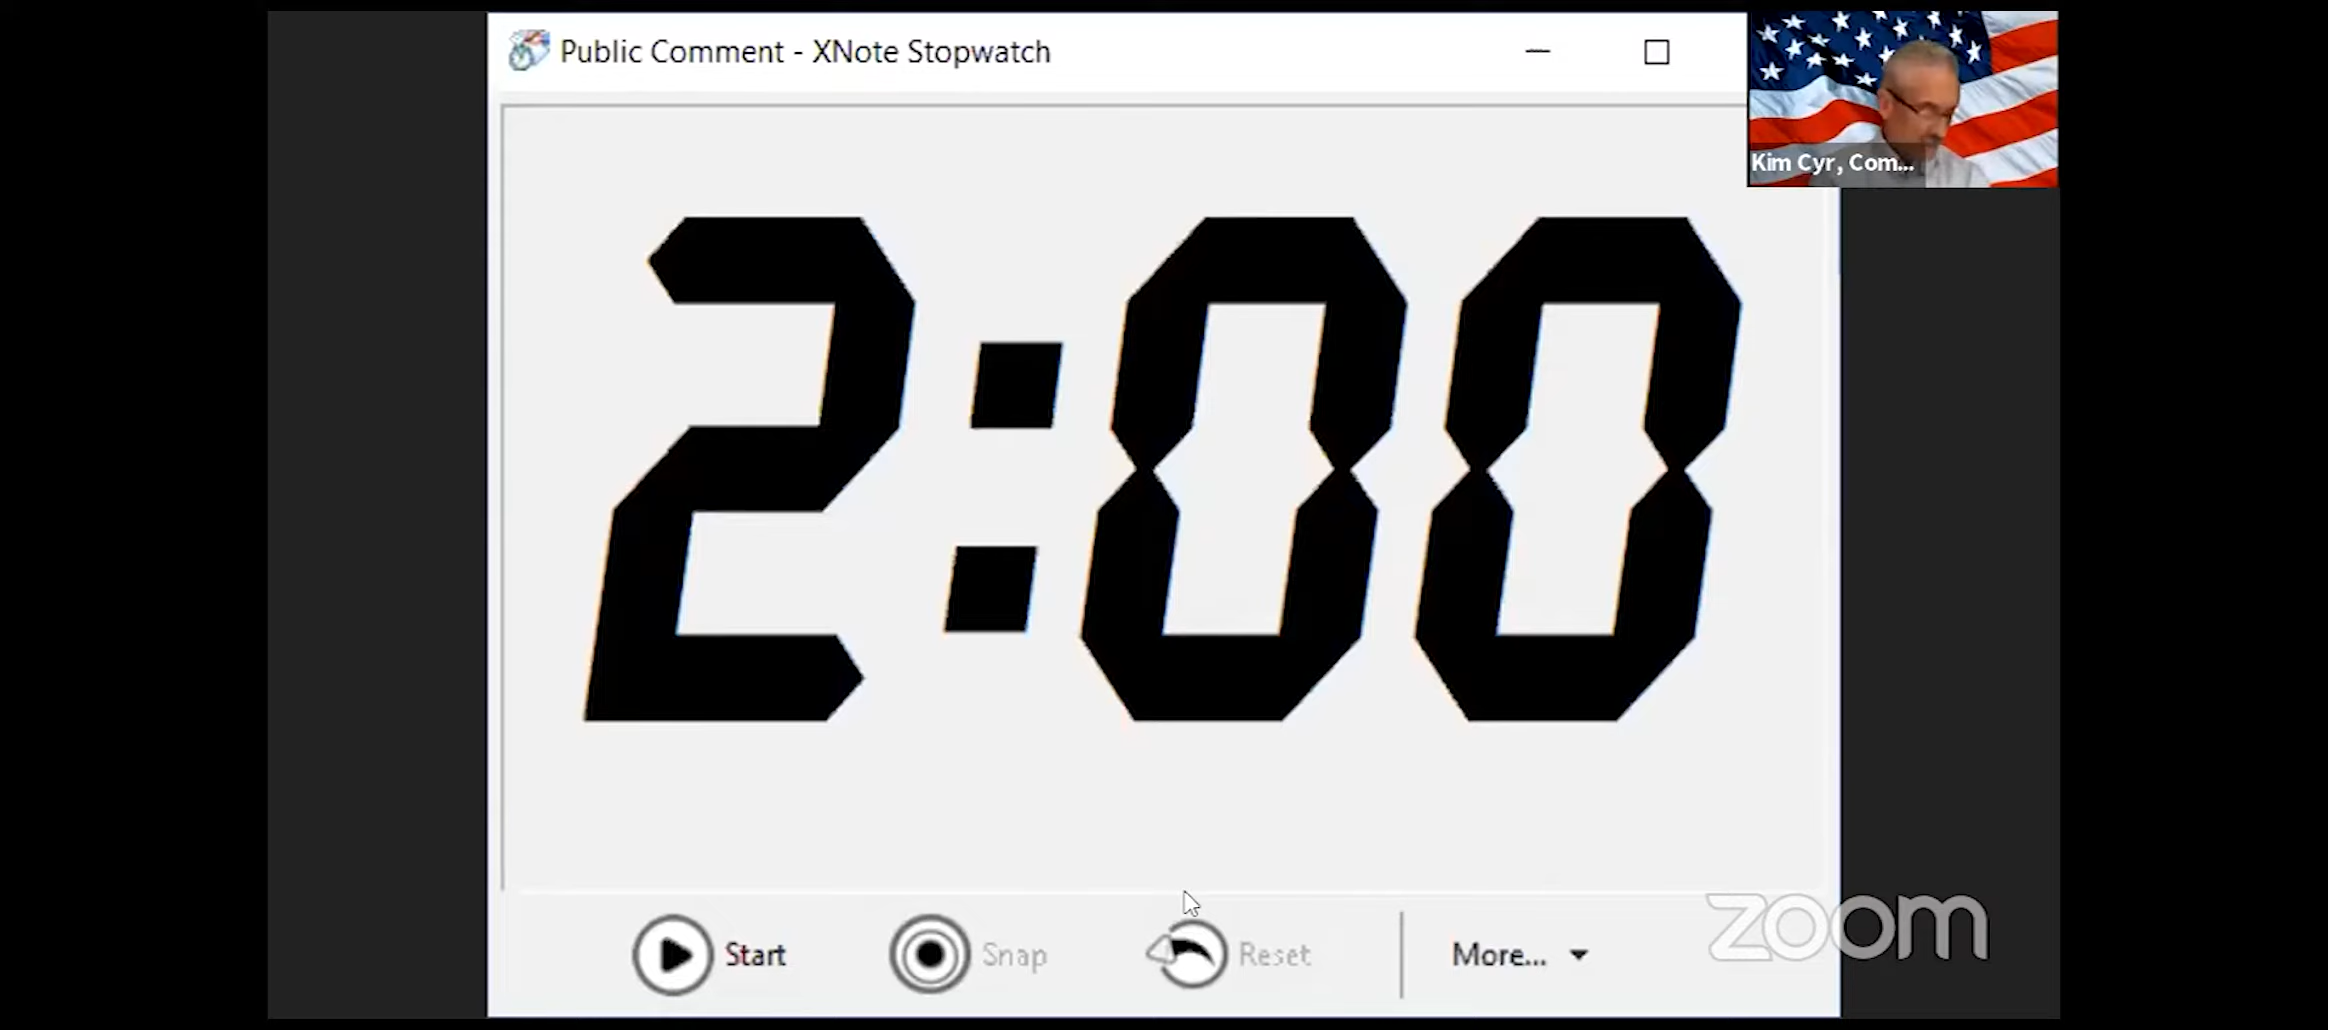 Public Comment - XNote Stopwatch
Kim Cyr, Com...
2:00
Start
Snap
Reset
More...
zoom